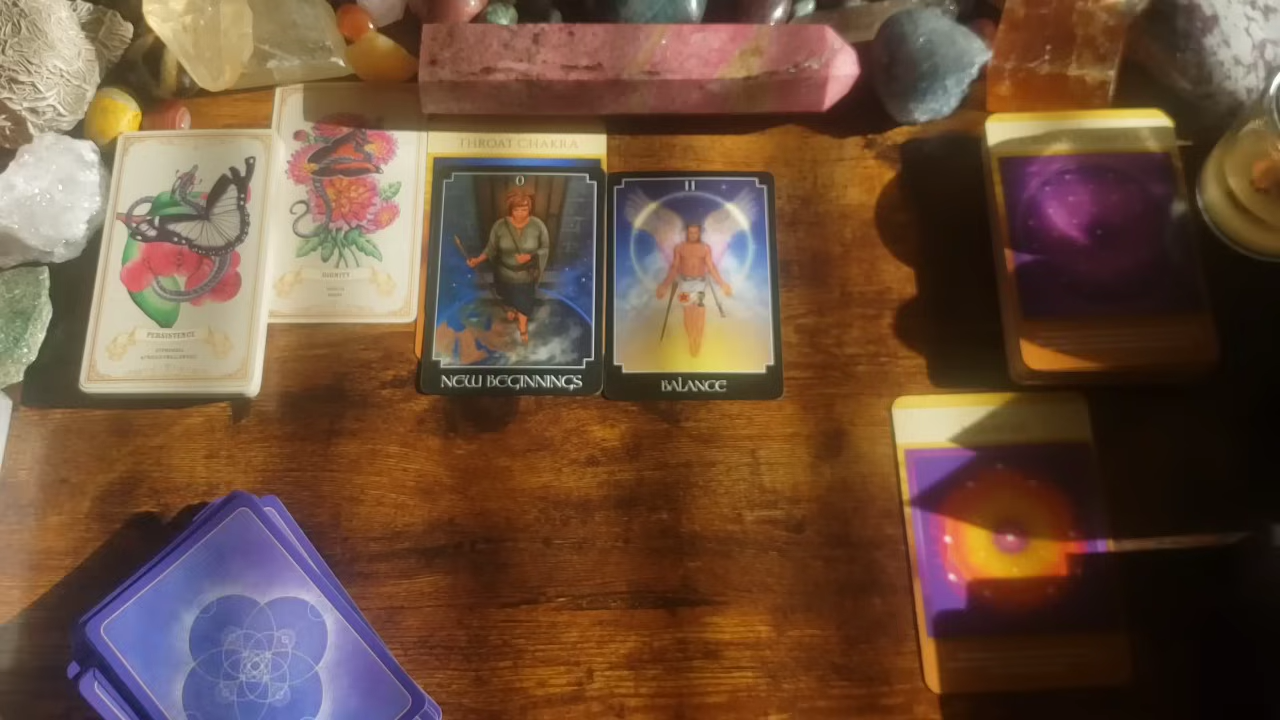 PERSISTENCE
DIGNITY
THROAT CHAKRA
0
NEW BEGINNINGS
II
BALANCE